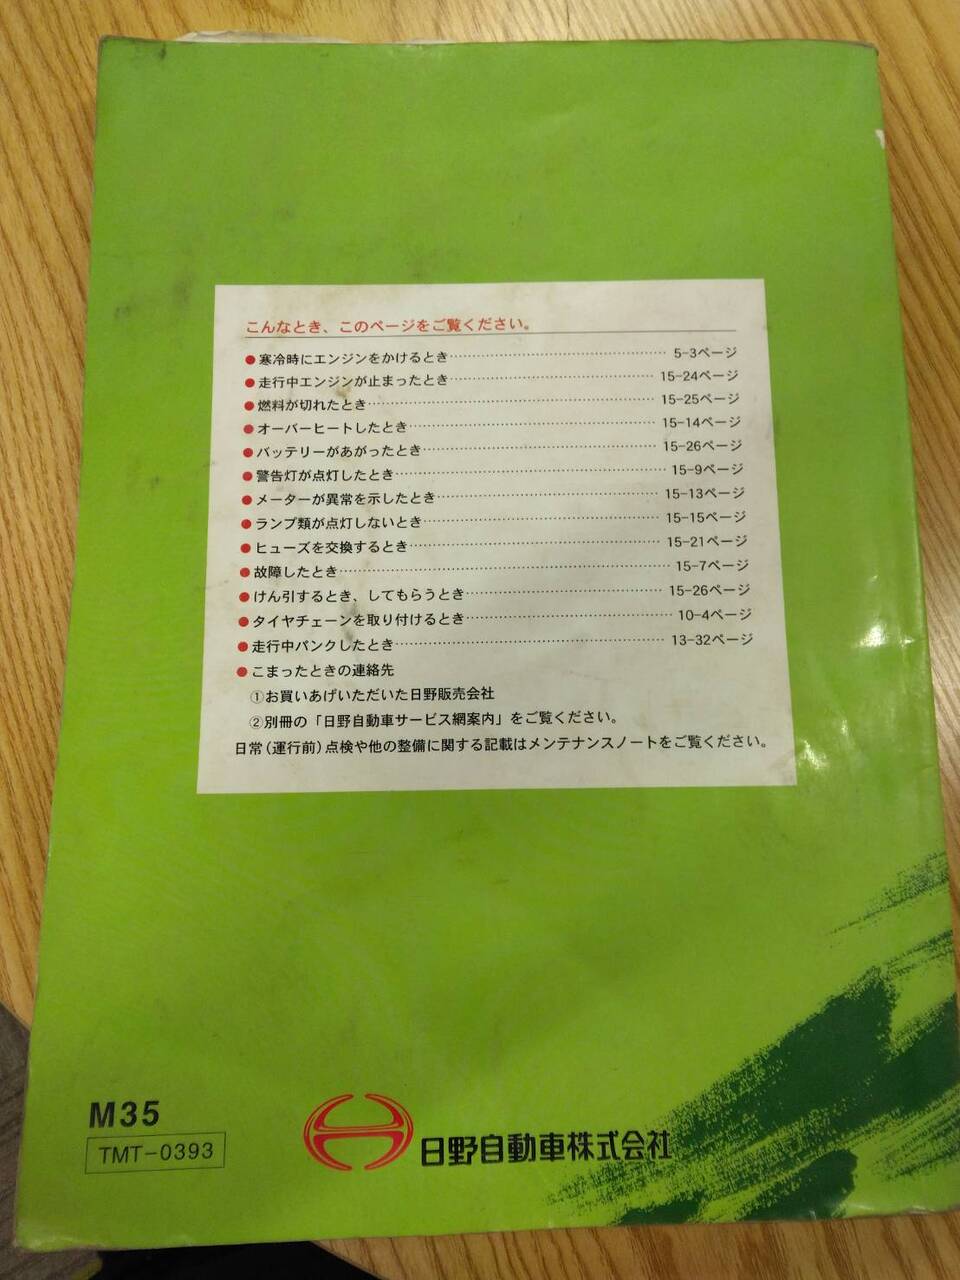 こんなとき、このページをご覧ください。
●寒冷時にエンジンをかけるとき……………………………… 5-3ページ
●走行中エンジンが止まったとき……………………………… 15-24ページ
●燃料が切れたとき……………………………………………… 15-25ページ
●オーバーヒートしたとき……………………………………… 15-14ページ
●バッテリーがあがったとき…………………………………… 15-26ページ
●警告灯が点灯したとき………………………………………… 15-9ページ
●メーターが異常を示したとき………………………………… 15-13ページ
●ランプ類が点灯しないとき…………………………………… 15-15ページ
●ヒューズを交換するとき……………………………………… 15-21ページ
●故障したとき…………………………………………………… 15-7ページ
●けん引するとき、してもらうとき…………………………… 15-26ページ
●タイヤチェーンを取り付けるとき…………………………… 10-4ページ
●走行中パンクしたとき………………………………………… 13-32ページ
●こまったときの連絡先
①お買いあげいただいた日野販売会社
②別冊の「日野自動車サービス網案内」をご覧ください。
日常(運行前)点検や他の整備に関する記載はメンテナンスノートをご覧ください。
M35
TMT-0393
日野自動車株式会社